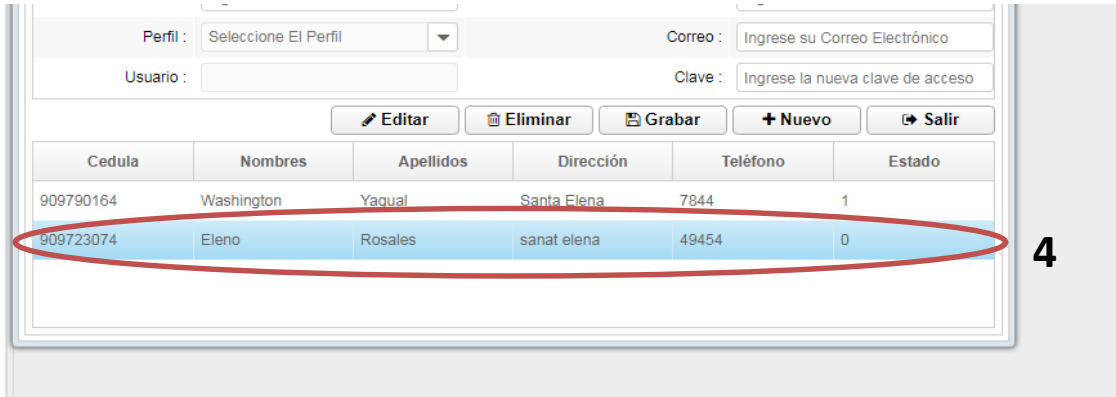 Perfil : Seleccione El Perfil Correo : Ingrese su Correo Electrónico
Usuario : Clave : Ingrese la nueva clave de acceso
Editar Eliminar Grabar Nuevo Salir
Cedula Nombres Apellidos Dirección Teléfono Estado
909790164 Washington Yagual Santa Elena 7844 1
909723074 Eleno Rosales sanat elena 49454 0
4